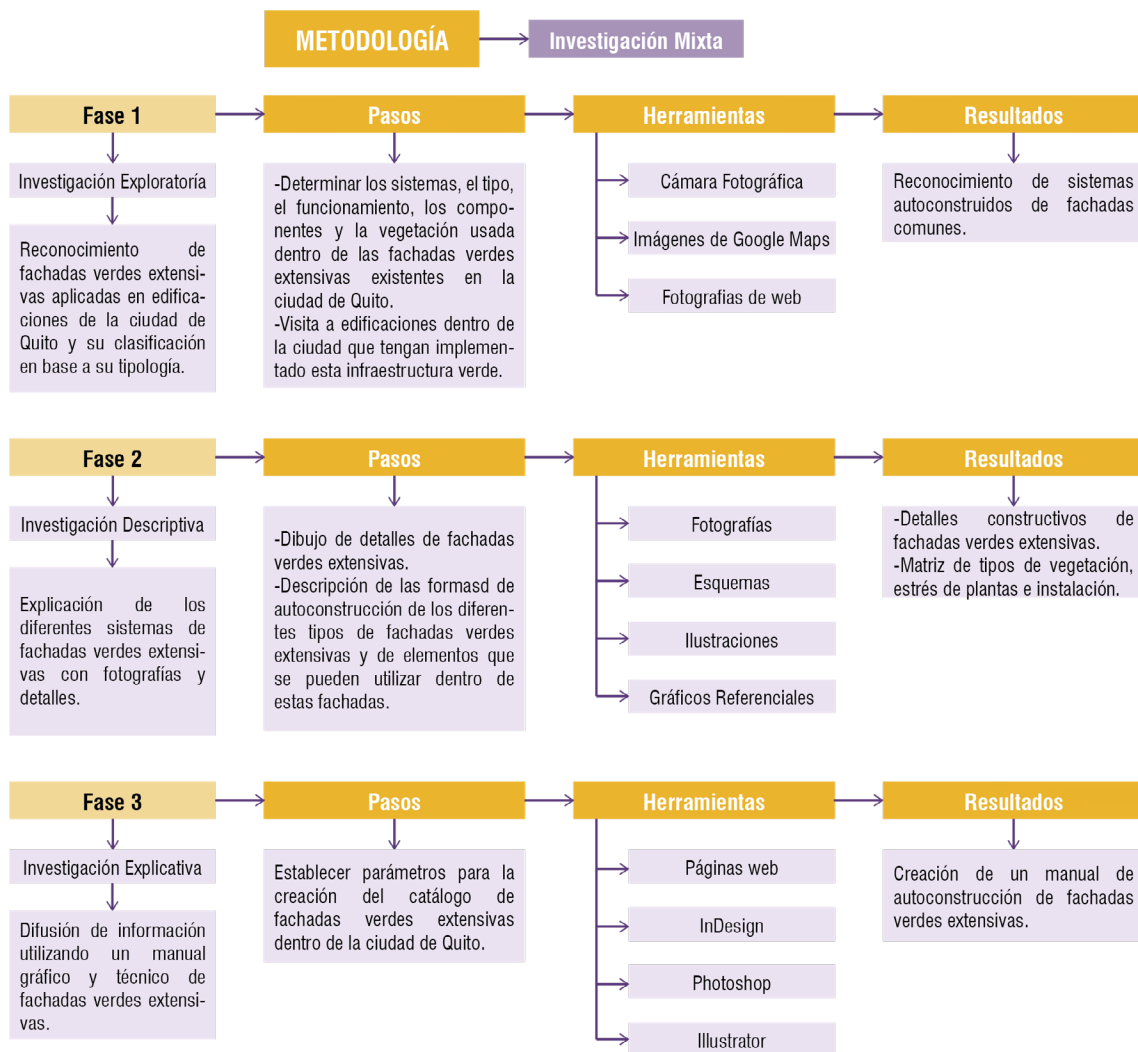 METODOLOGÍA
Investigación Mixta
Fase 1
Investigación Exploratoría
Reconocimiento de
fachadas verdes extensi-
vas aplicadas en edifica-
ciones de la ciudad de
Quito y su clasificación
en base a su tipología.
Pasos
-Determinar los sistemas, el tipo,
el funcionamiento, los compo-
nentes y la vegetación usada
dentro de las fachadas verdes
extensivas existentes en la
ciudad de Quito.
-Visita a edificaciones dentro de
la ciudad que tengan implemen-
tado esta infraestructura verde.
Herramientas
Cámara Fotográfica
Imágenes de Google Maps
Fotografias de web
Resultados
Reconocimiento de sistemas
autoconstruidos de fachadas
comunes.
Fase 2
Investigación Descriptiva
Explicación de los
diferentes sistemas de
fachadas verdes extensi-
vas con fotografías y
detalles.
Pasos
-Dibujo de detalles de fachadas
verdes extensivas.
-Descripción de las formasd de
autoconstrucción de los diferen-
tes tipos de fachadas verdes
extensivas y de elementos que
se pueden utilizar dentro de
estas fachadas.
Herramientas
Fotografías
Esquemas
Ilustraciones
Gráficos Referenciales
Resultados
-Detalles constructivos de
fachadas verdes extensivas.
-Matriz de tipos de vegetación,
estrés de plantas e instalación.
Fase 3
Investigación Explicativa
Difusión de información
utilizando un manual
gráfico y técnico de
fachadas verdes extensi-
vas.
Pasos
Establecer parámetros para la
creación del catálogo de
fachadas verdes extensivas
dentro de la ciudad de Quito.
Herramientas
Páginas web
InDesign
Photoshop
Illustrator
Resultados
Creación de un manual de
autoconstrucción de fachadas
verdes extensivas.